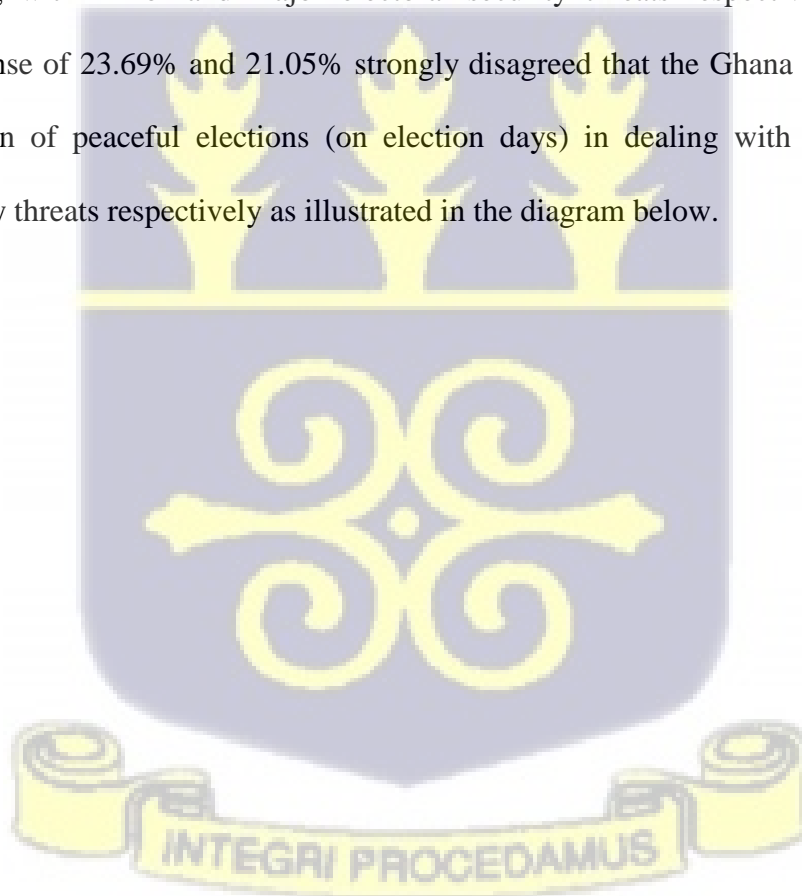 nse of 23.69% and 21.05% strongly disagreed that the Ghana
n of peaceful elections (on election days) in dealing with
y threats respectively as illustrated in the diagram below.
INTEGRI PROCEDAMUS